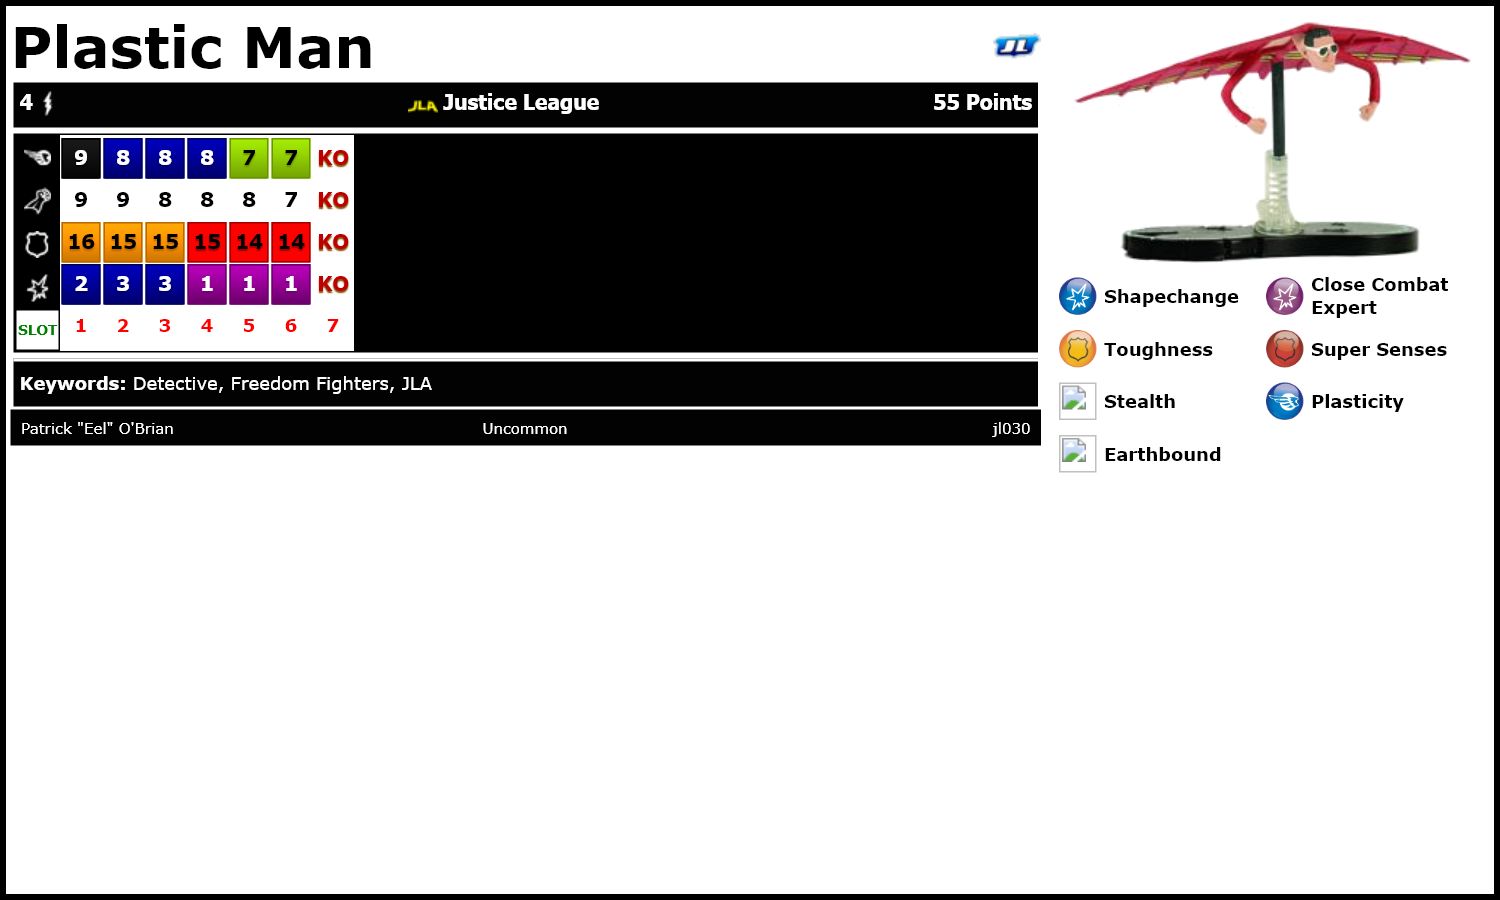 Plastic Man
JL
4 JLA Justice League 55 Points
9 8 8 8 7 7 KO
9 9 8 8 8 7 KO
16 15 15 15 14 14 KO
2 3 3 1 1 1 KO
SLOT 1 2 3 4 5 6 7
Keywords: Detective, Freedom Fighters, JLA
Patrick "Eel" O'Brian Uncommon jl030
Shapechange
Close Combat
Expert
Toughness
Super Senses
Stealth
Plasticity
Earthbound